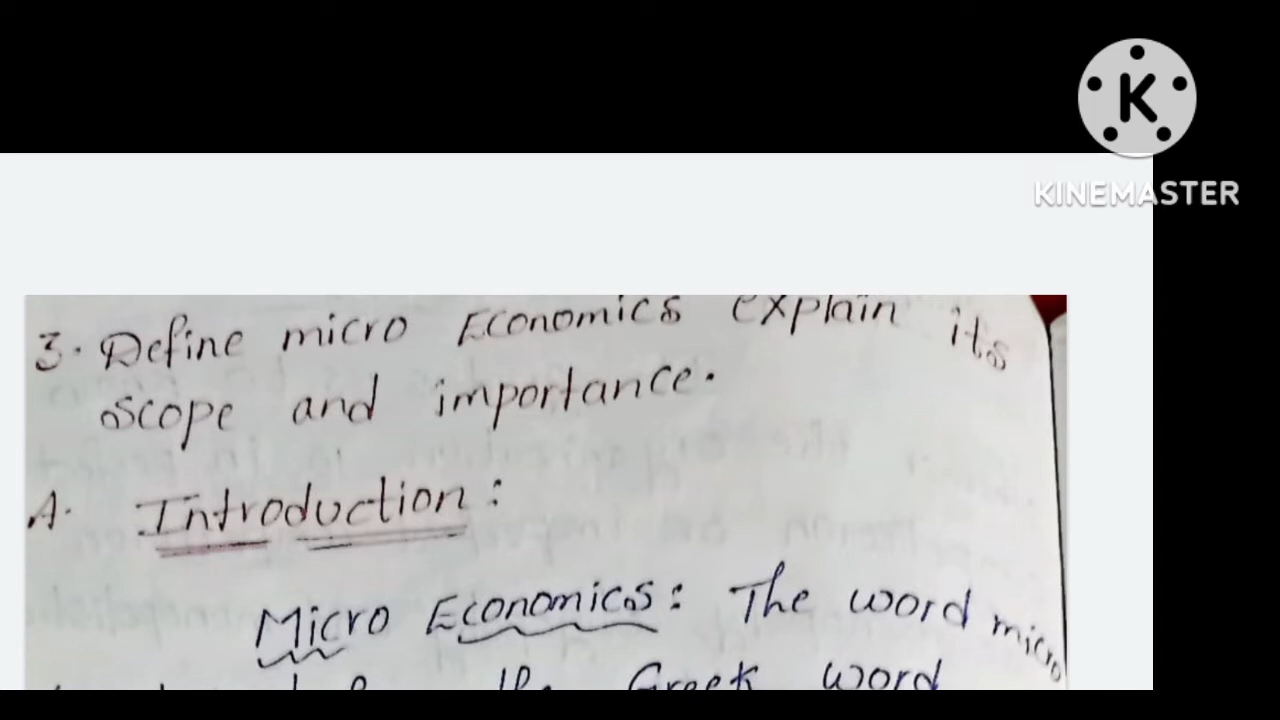 K
KINEMASTER
3. Define micro Economics explain its
scope and importance.
A. Introduction:
Micro Economics: The word micro
Greek word